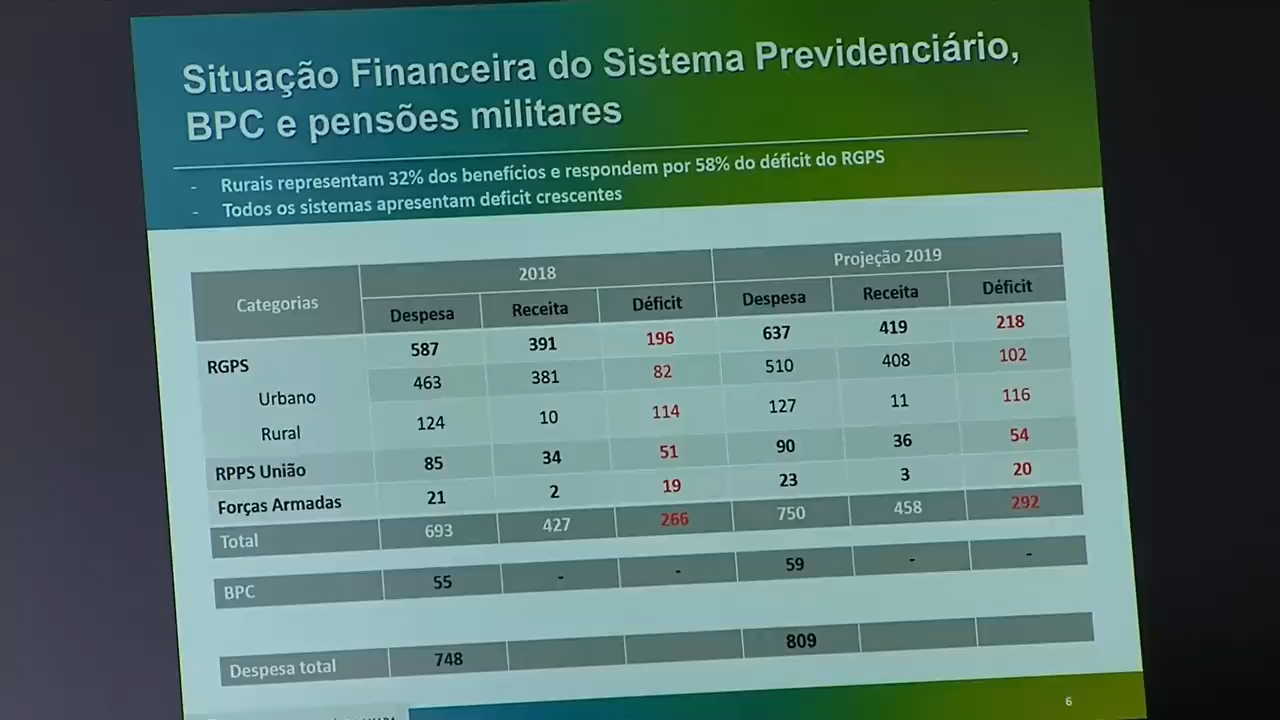 Situação Financeira do Sistema Previdenciário,
BPC e pensões militares
- Rurais representam 32% dos benefícios e respondem por 58% do déficit do RGPS
- Todos os sistemas apresentam deficit crescentes
Categorias 2018 Projeção 2019
Despesa Receita Déficit Despesa Receita Déficit
RGPS 587 391 196 637 419 218
Urbano 463 381 82 510 408 102
Rural 124 10 114 127 11 116
RPPS União 85 34 51 90 36 54
Forças Armadas 21 2 19 23 3 20
Total 693 427 266 750 458 292
BPC 55 - - 59 - -
Despesa total 748 809
6